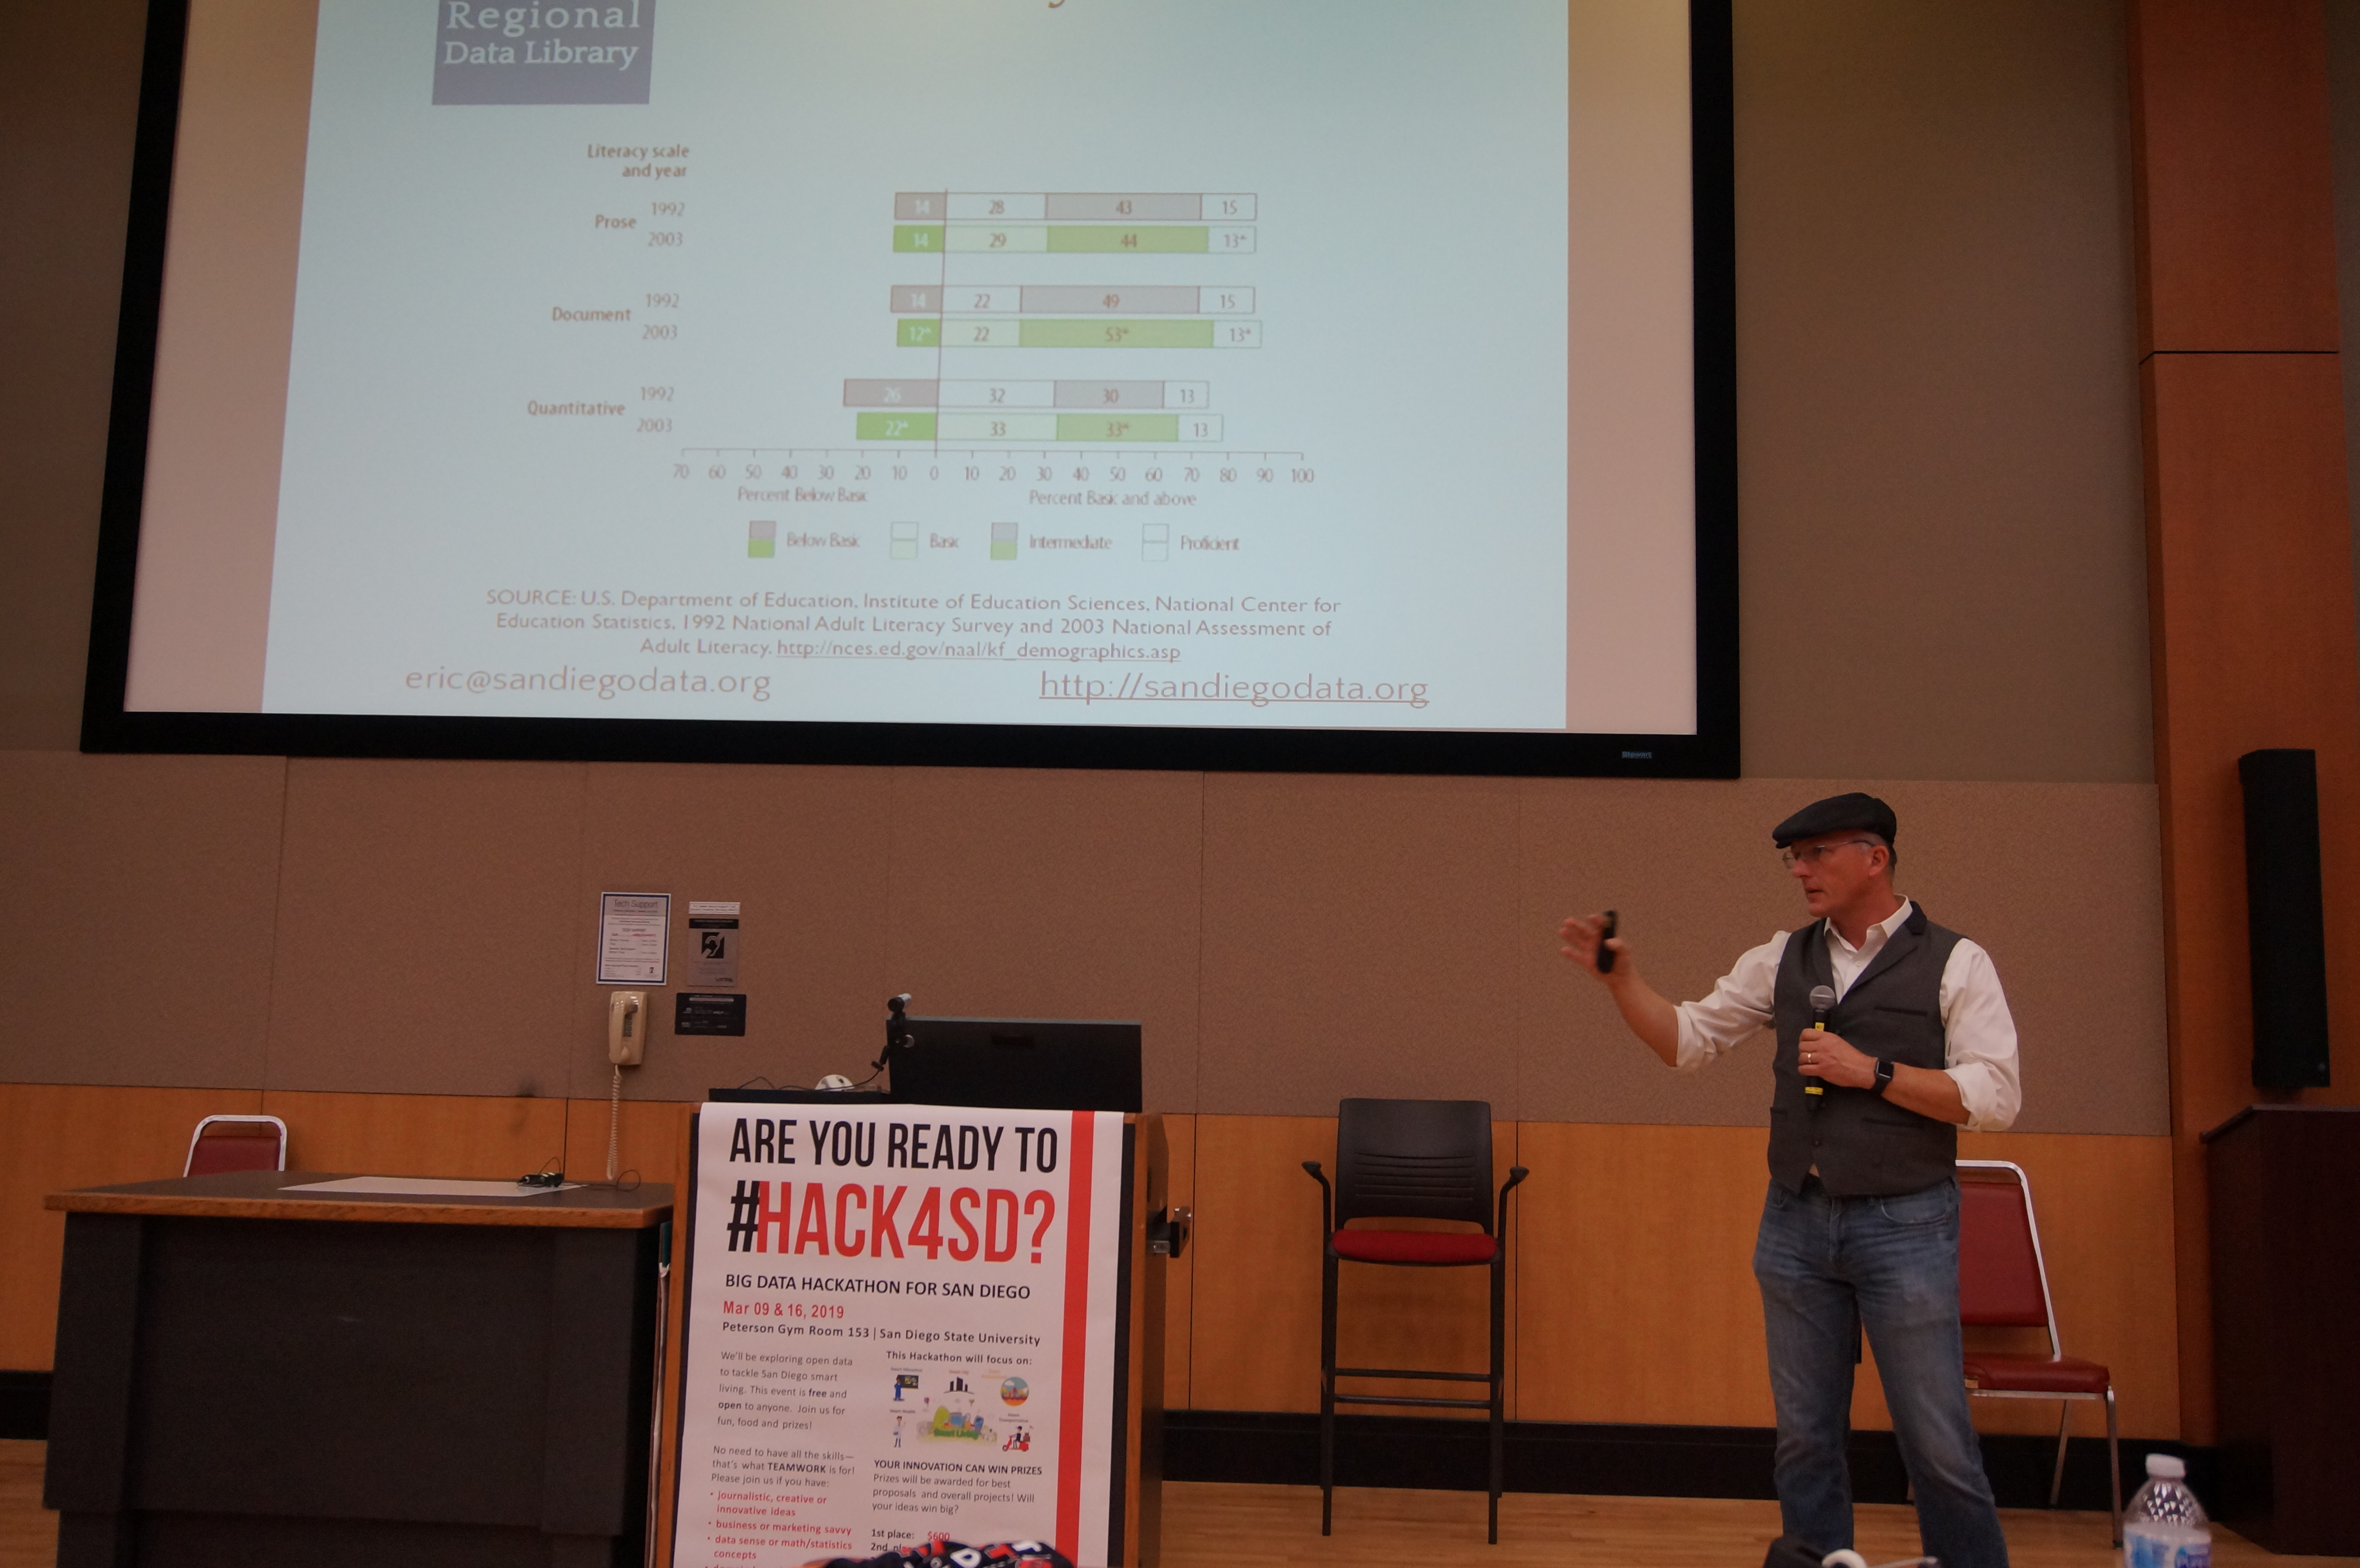 Regional
Data Library
Literacy scale
and year
Prose
1992
14 28 43 15
2003
14 29 44 13*
Document
1992
14 22 49 15
2003
12* 22 53* 13*
Quantitative
1992
26 32 30 13
2003
22* 33 33* 13
70 60 50 40 30 20 10 0 10 20 30 40 50 60 70 80 90 100
Percent Below Basic Percent Basic and above
Below Basic Basic Intermediate Proficient
SOURCE: U.S. Department of Education, Institute of Education Sciences, National Center for
Education Statistics, 1992 National Adult Literacy Survey and 2003 National Assessment of
Adult Literacy, http://nces.ed.gov/naal/kf_demographics.asp
eric@sandiegodata.org http://sandiegodata.org
Stewart
Tech Support
ARE YOU READY TO
#HACK4SD?
BIG DATA HACKATHON FOR SAN DIEGO
Mar 09 & 16, 2019
Peterson Gym Room 153 | San Diego State University
We'll be exploring open data
to tackle San Diego smart
living. This event is free and
open to anyone. Join us for
fun, food and prizes!
No need to have all the skills—
that's what TEAMWORK is for!
Please join us if you have:
• journalistic, creative or
innovative ideas
• business or marketing savvy
• data sense or math/statistics
concepts
This Hackathon will focus on:
Smart Living
YOUR INNOVATION CAN WIN PRIZES
Prizes will be awarded for best
proposals and overall projects! Will
your ideas win big?
1st place: $600
2nd